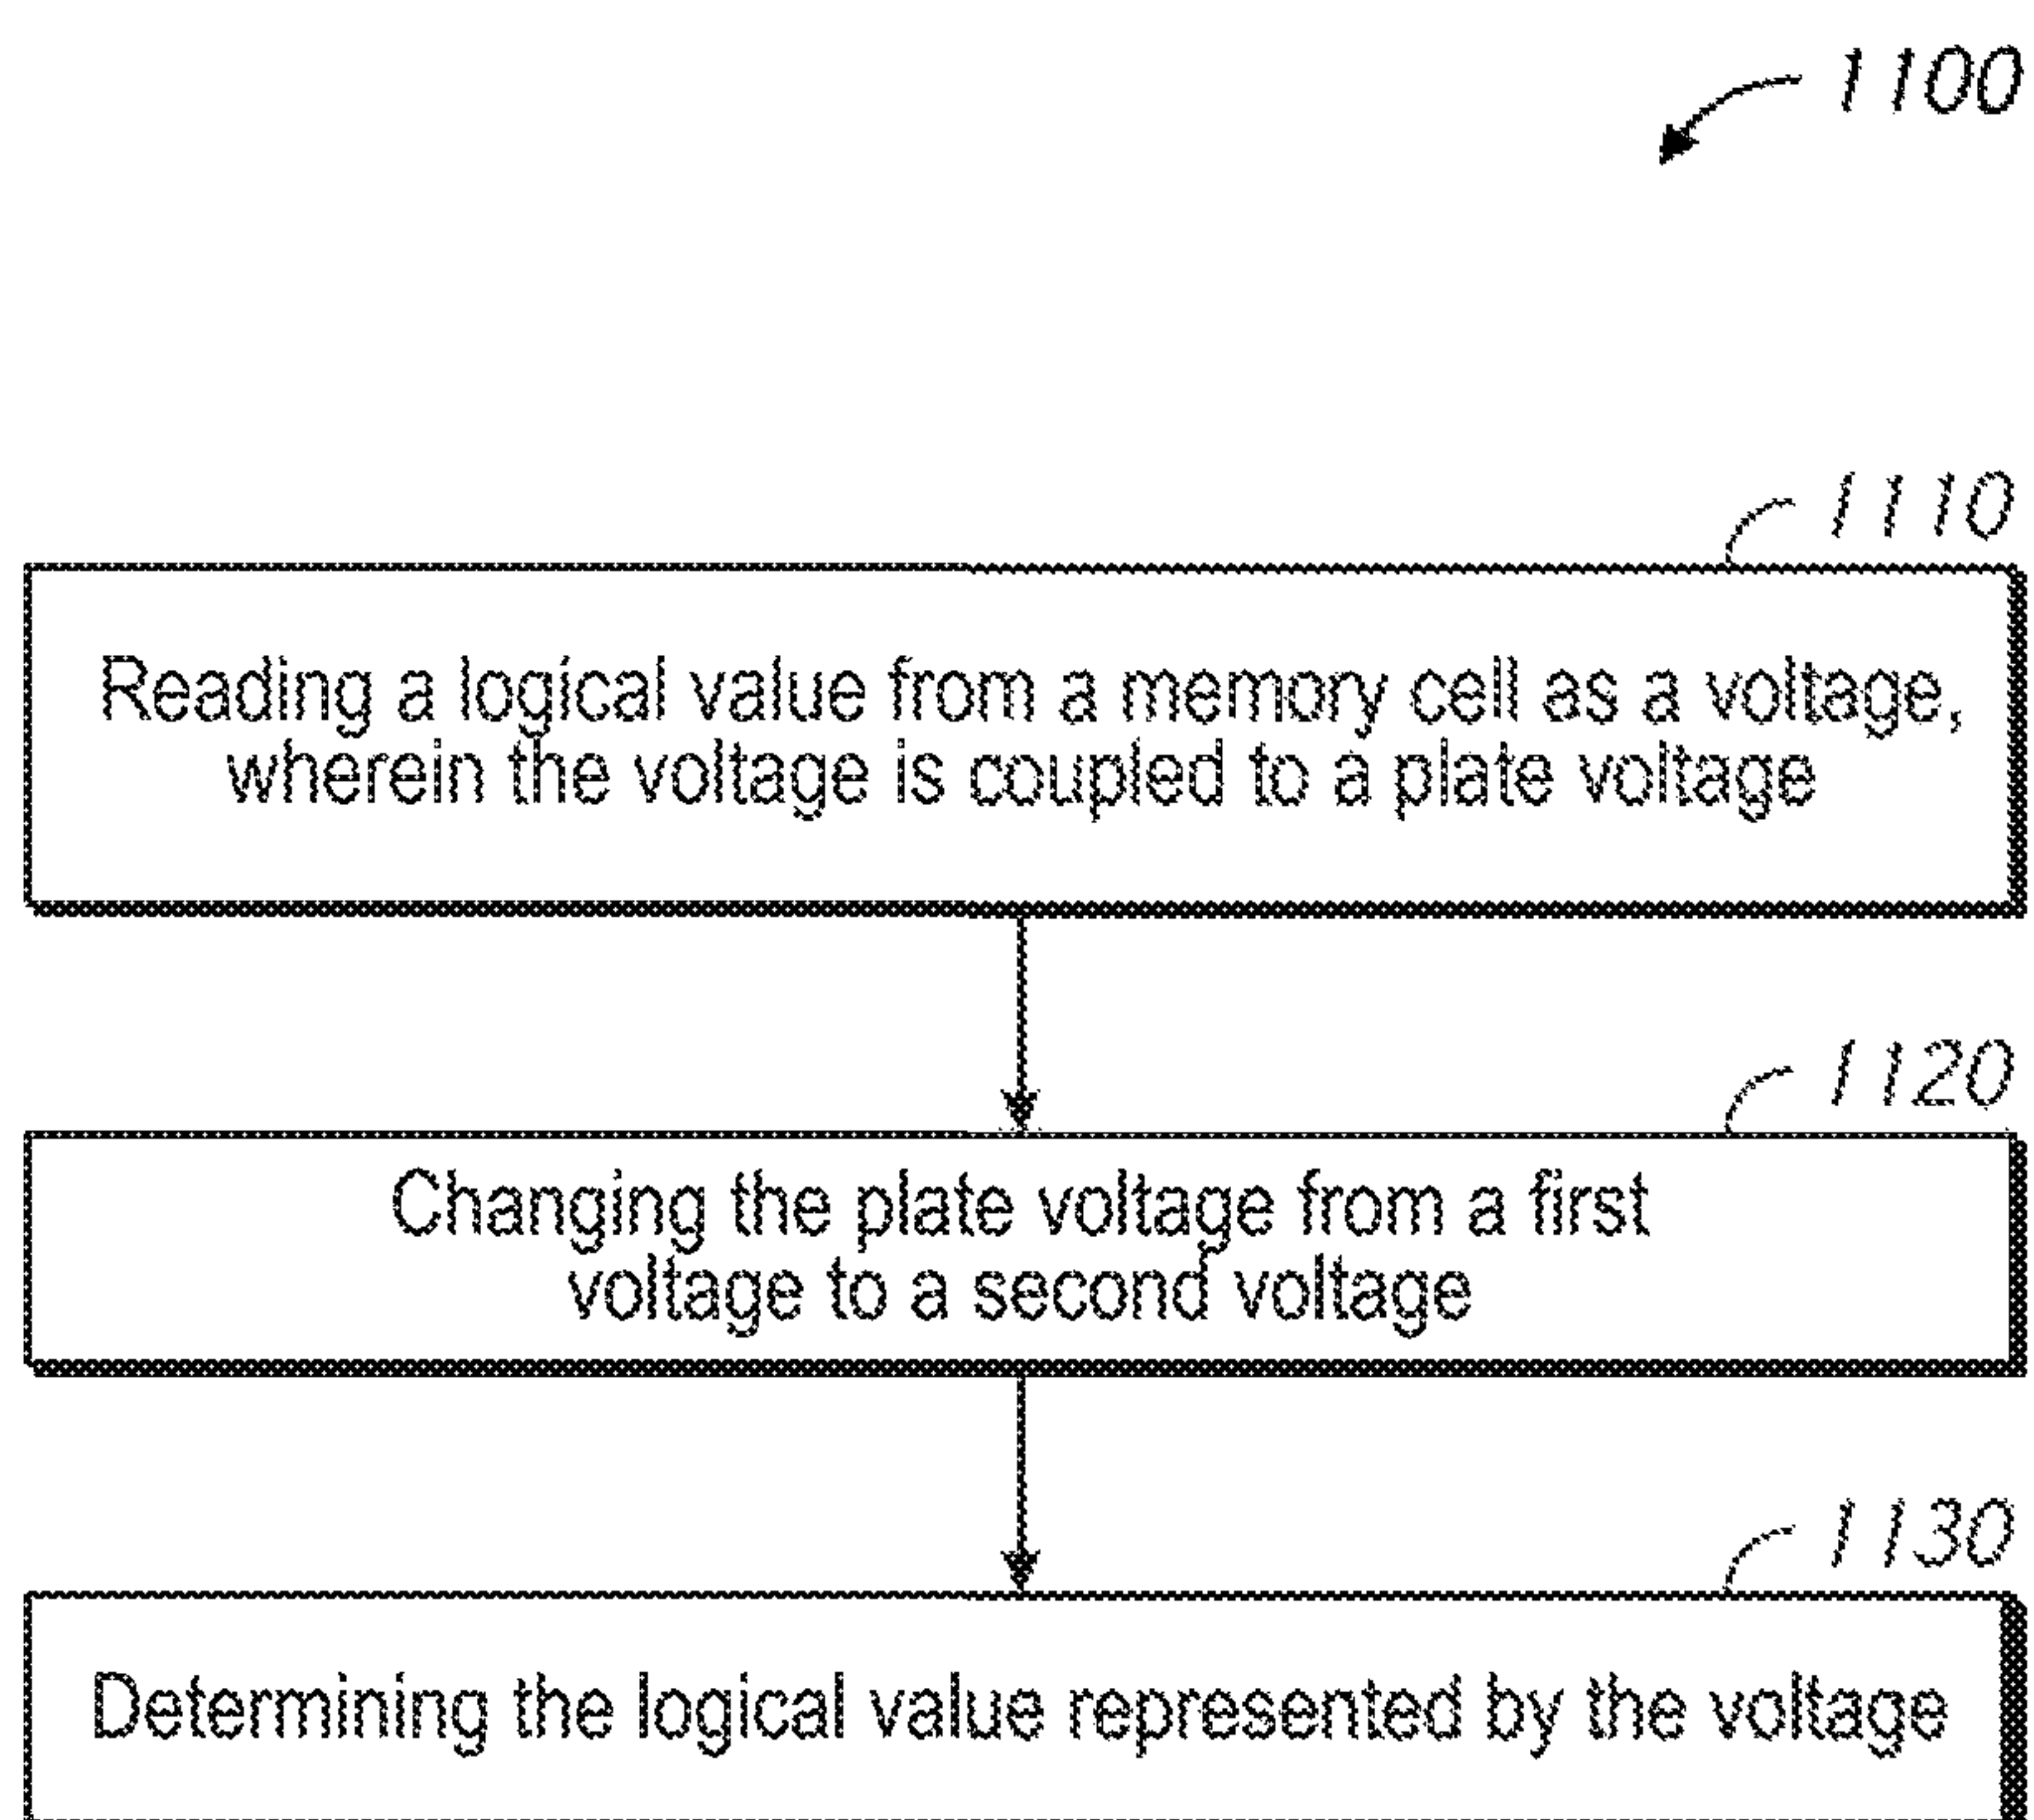 1100
1110
Reading a logical value from a memory cell as a voltage,
wherein the voltage is coupled to a plate voltage
1120
Changing the plate voltage from a first
voltage to a second voltage
1130
Determining the logical value represented by the voltage